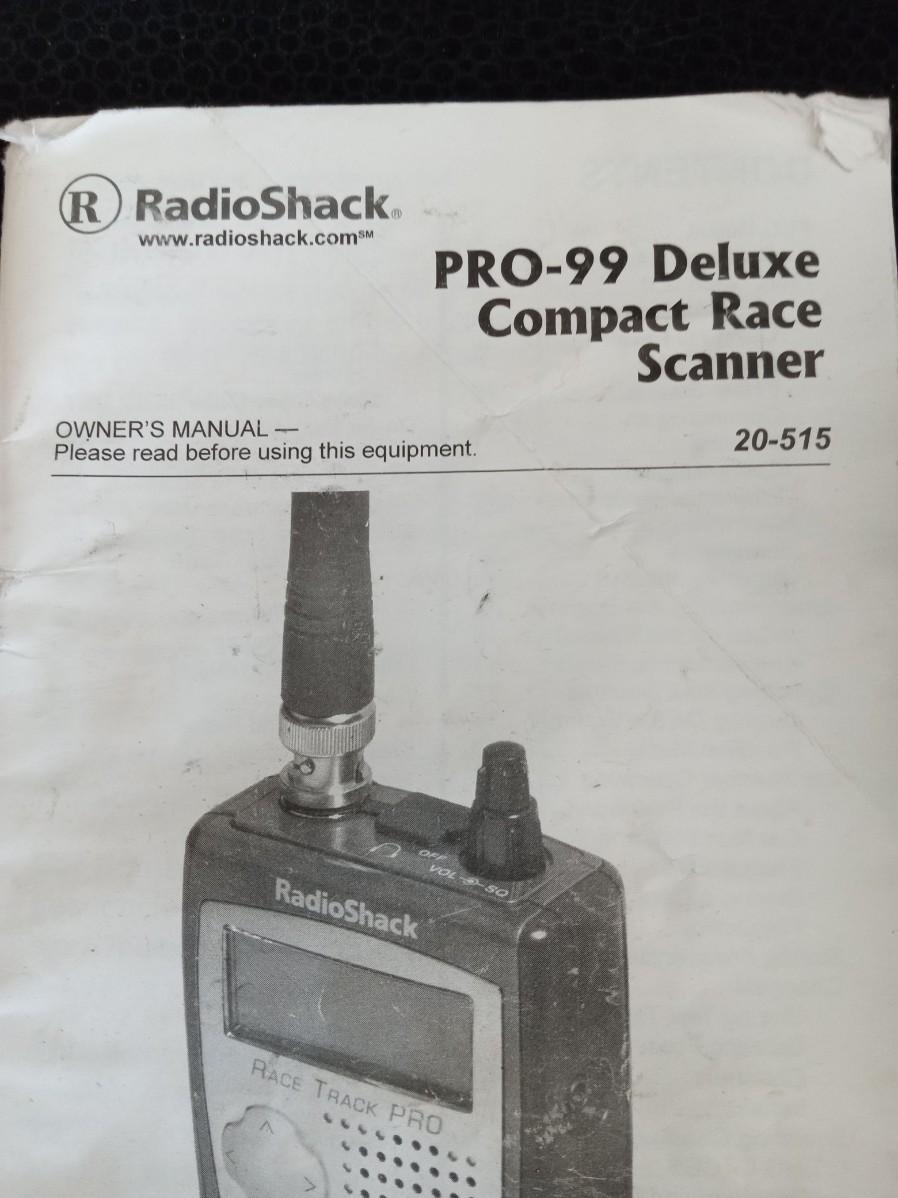 R RadioShack®
www.radioshack.comSM
PRO-99 Deluxe
Compact Race
Scanner
OWNER'S MANUAL —
Please read before using this equipment.
20-515
OFF
VOL SQ
RadioShack
RACE TRACK PRO